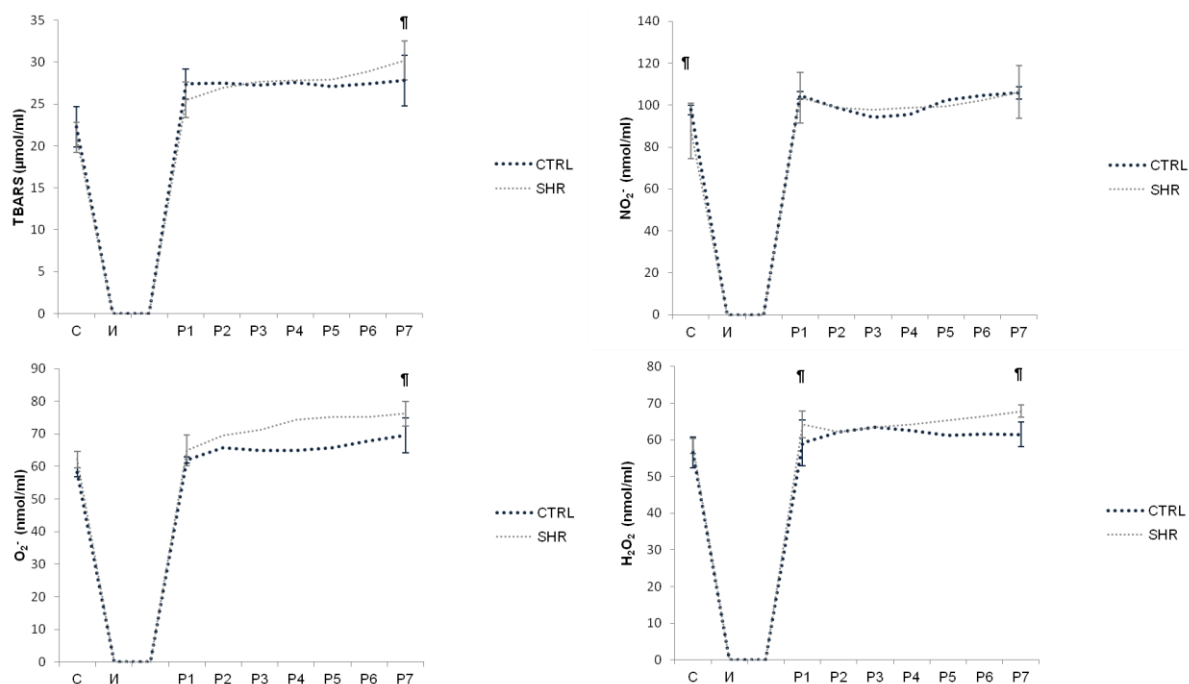 ¶
35
30
25
20
15
10
5
0
TBARS (µmol/ml)
С И P1 P2 P3 P4 P5 P6 P7
CTRL
SHR
¶
140
120
100
80
60
40
20
0
NO₂⁻ (nmol/ml)
С И P1 P2 P3 P4 P5 P6 P7
CTRL
SHR
¶
90
80
70
60
50
40
30
20
10
0
O₂⁻ (nmol/ml)
С И P1 P2 P3 P4 P5 P6 P7
CTRL
SHR
¶ ¶
80
70
60
50
40
30
20
10
0
H₂O₂ (nmol/ml)
С И P1 P2 P3 P4 P5 P6 P7
CTRL
SHR